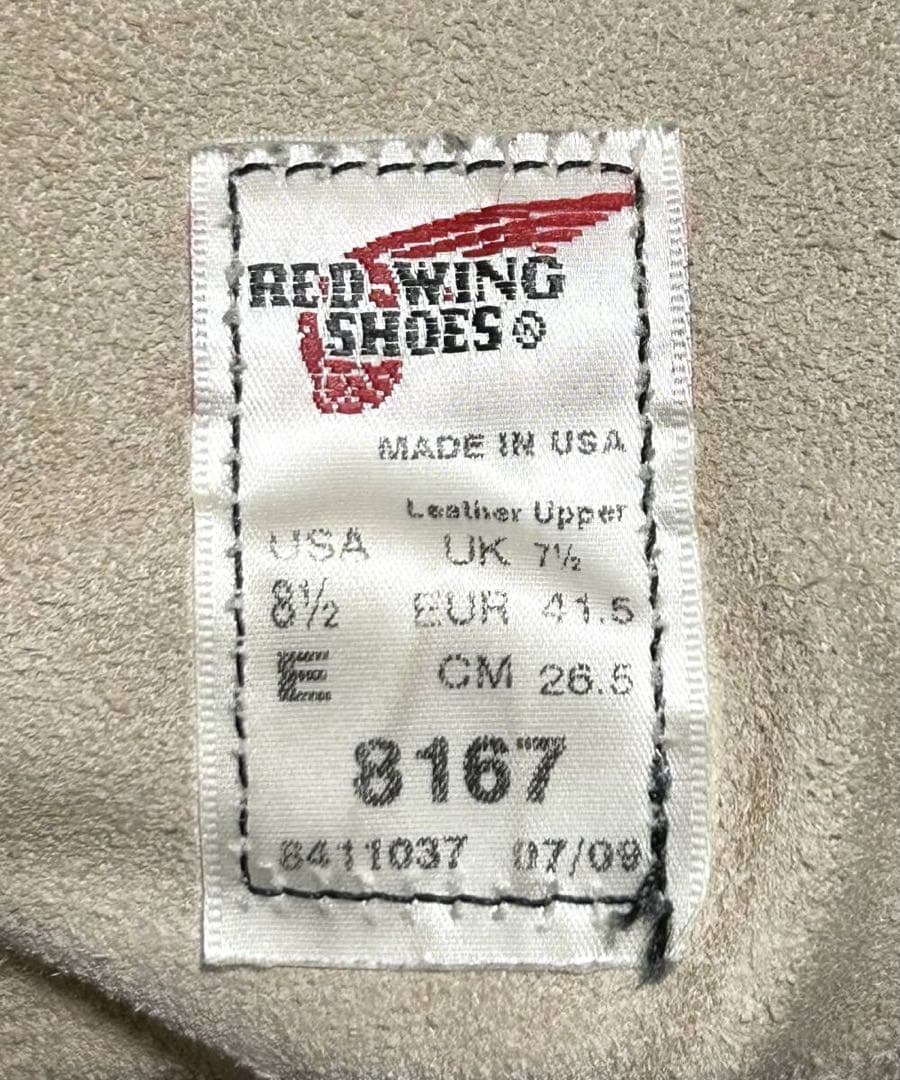 RED WING
SHOES ®
MADE IN USA
Leather Upper
USA UK 7½
8½ EUR 41.5
E CM 26.5
8167
8411037 07/09